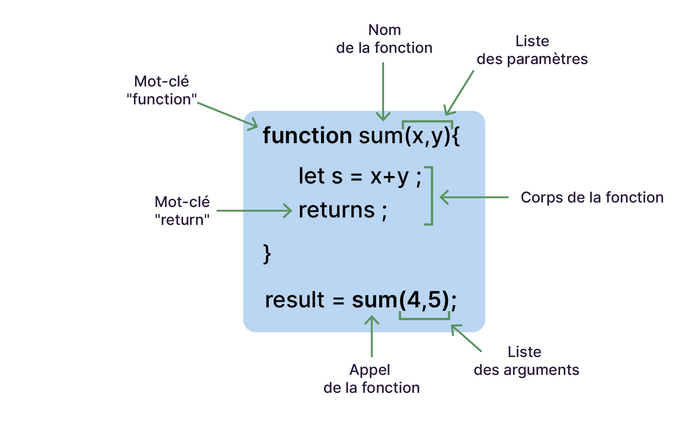 Nom
de la fonction
Liste
des paramètres
Mot-clé
"function"
function sum(x,y){
let s = x+y ;
Corps de la fonction
Mot-clé
"return"
returns ;
}
result = sum(4,5);
Appel
de la fonction
Liste
des arguments